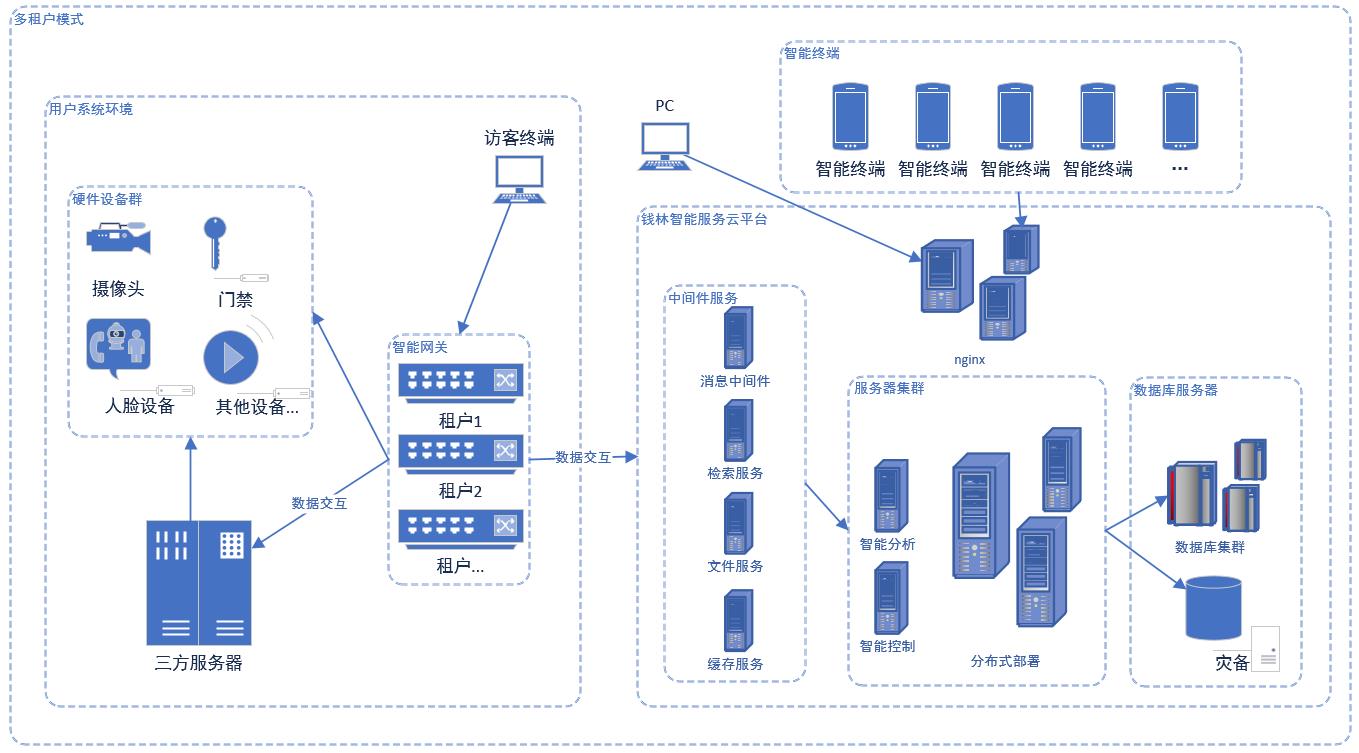 多租户模式
用户系统环境
硬件设备群
摄像头
门禁
人脸设备
其他设备...
三方服务器
数据交互
访客终端
智能网关
租户1
租户2
租户...
数据交互
PC
智能终端
智能终端
智能终端
智能终端
智能终端
...
钱林智能服务云平台
nginx
中间件服务
消息中间件
检索服务
文件服务
缓存服务
服务器集群
智能分析
智能控制
分布式部署
数据库服务器
数据库集群
灾备